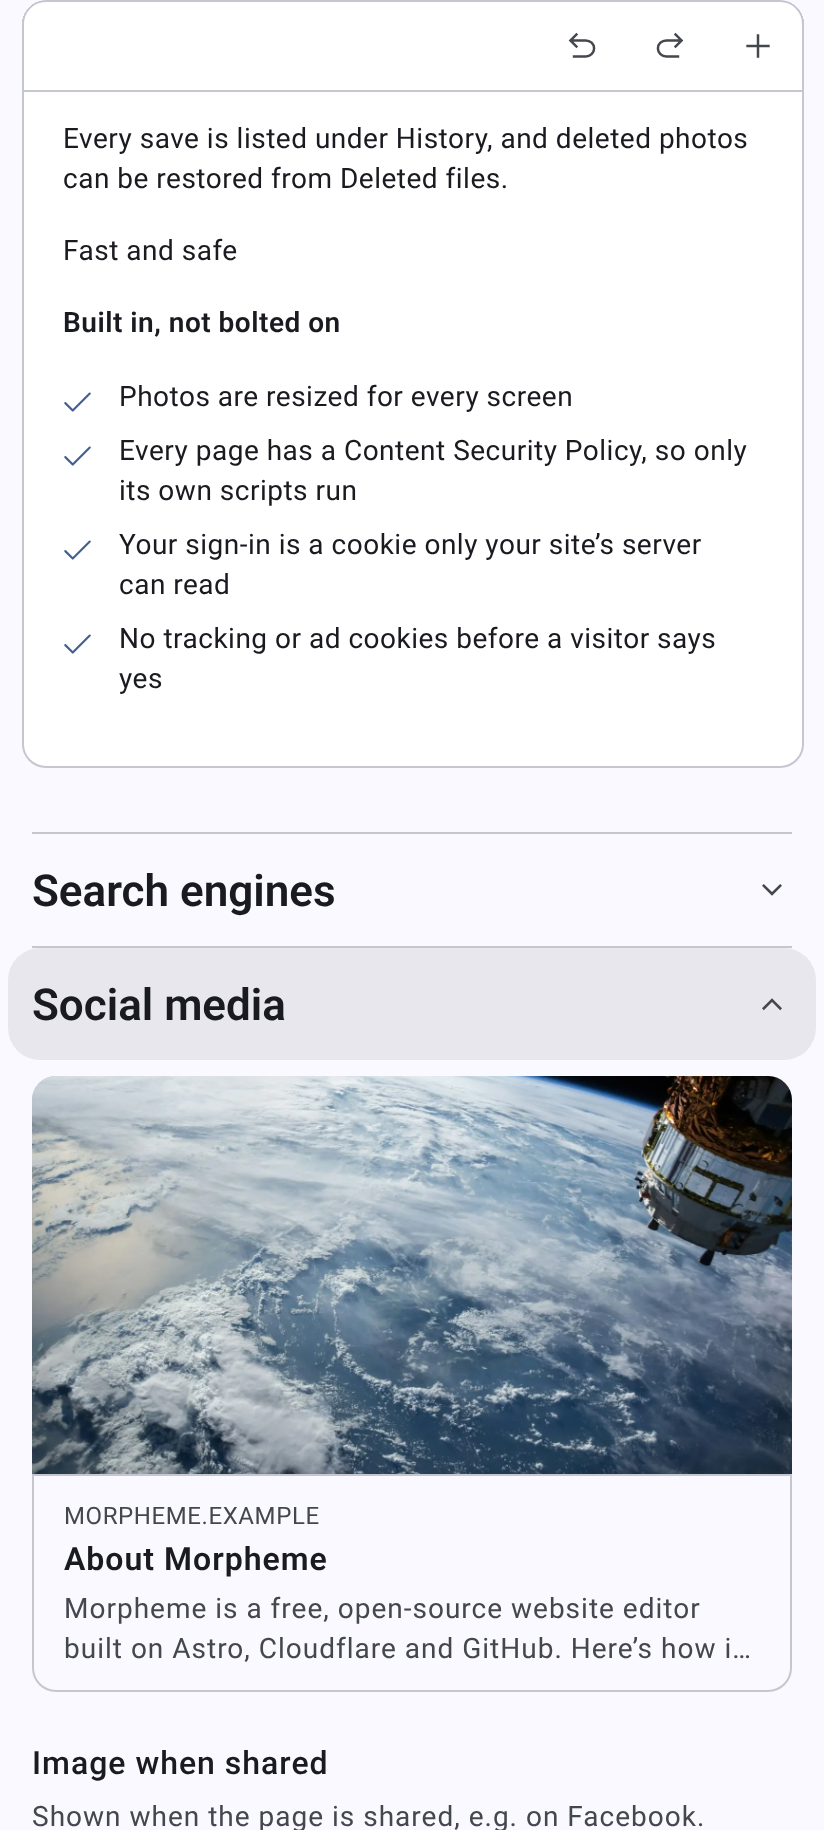 Every save is listed under History, and deleted photos
can be restored from Deleted files.
Fast and safe
Built in, not bolted on
Photos are resized for every screen
Every page has a Content Security Policy, so only
its own scripts run
Your sign-in is a cookie only your site’s server
can read
No tracking or ad cookies before a visitor says
yes
Search engines
Social media
MORPHEME.EXAMPLE
About Morpheme
Morpheme is a free, open-source website editor
built on Astro, Cloudflare and GitHub. Here’s how i…
Image when shared
Shown when the page is shared, e.g. on Facebook.